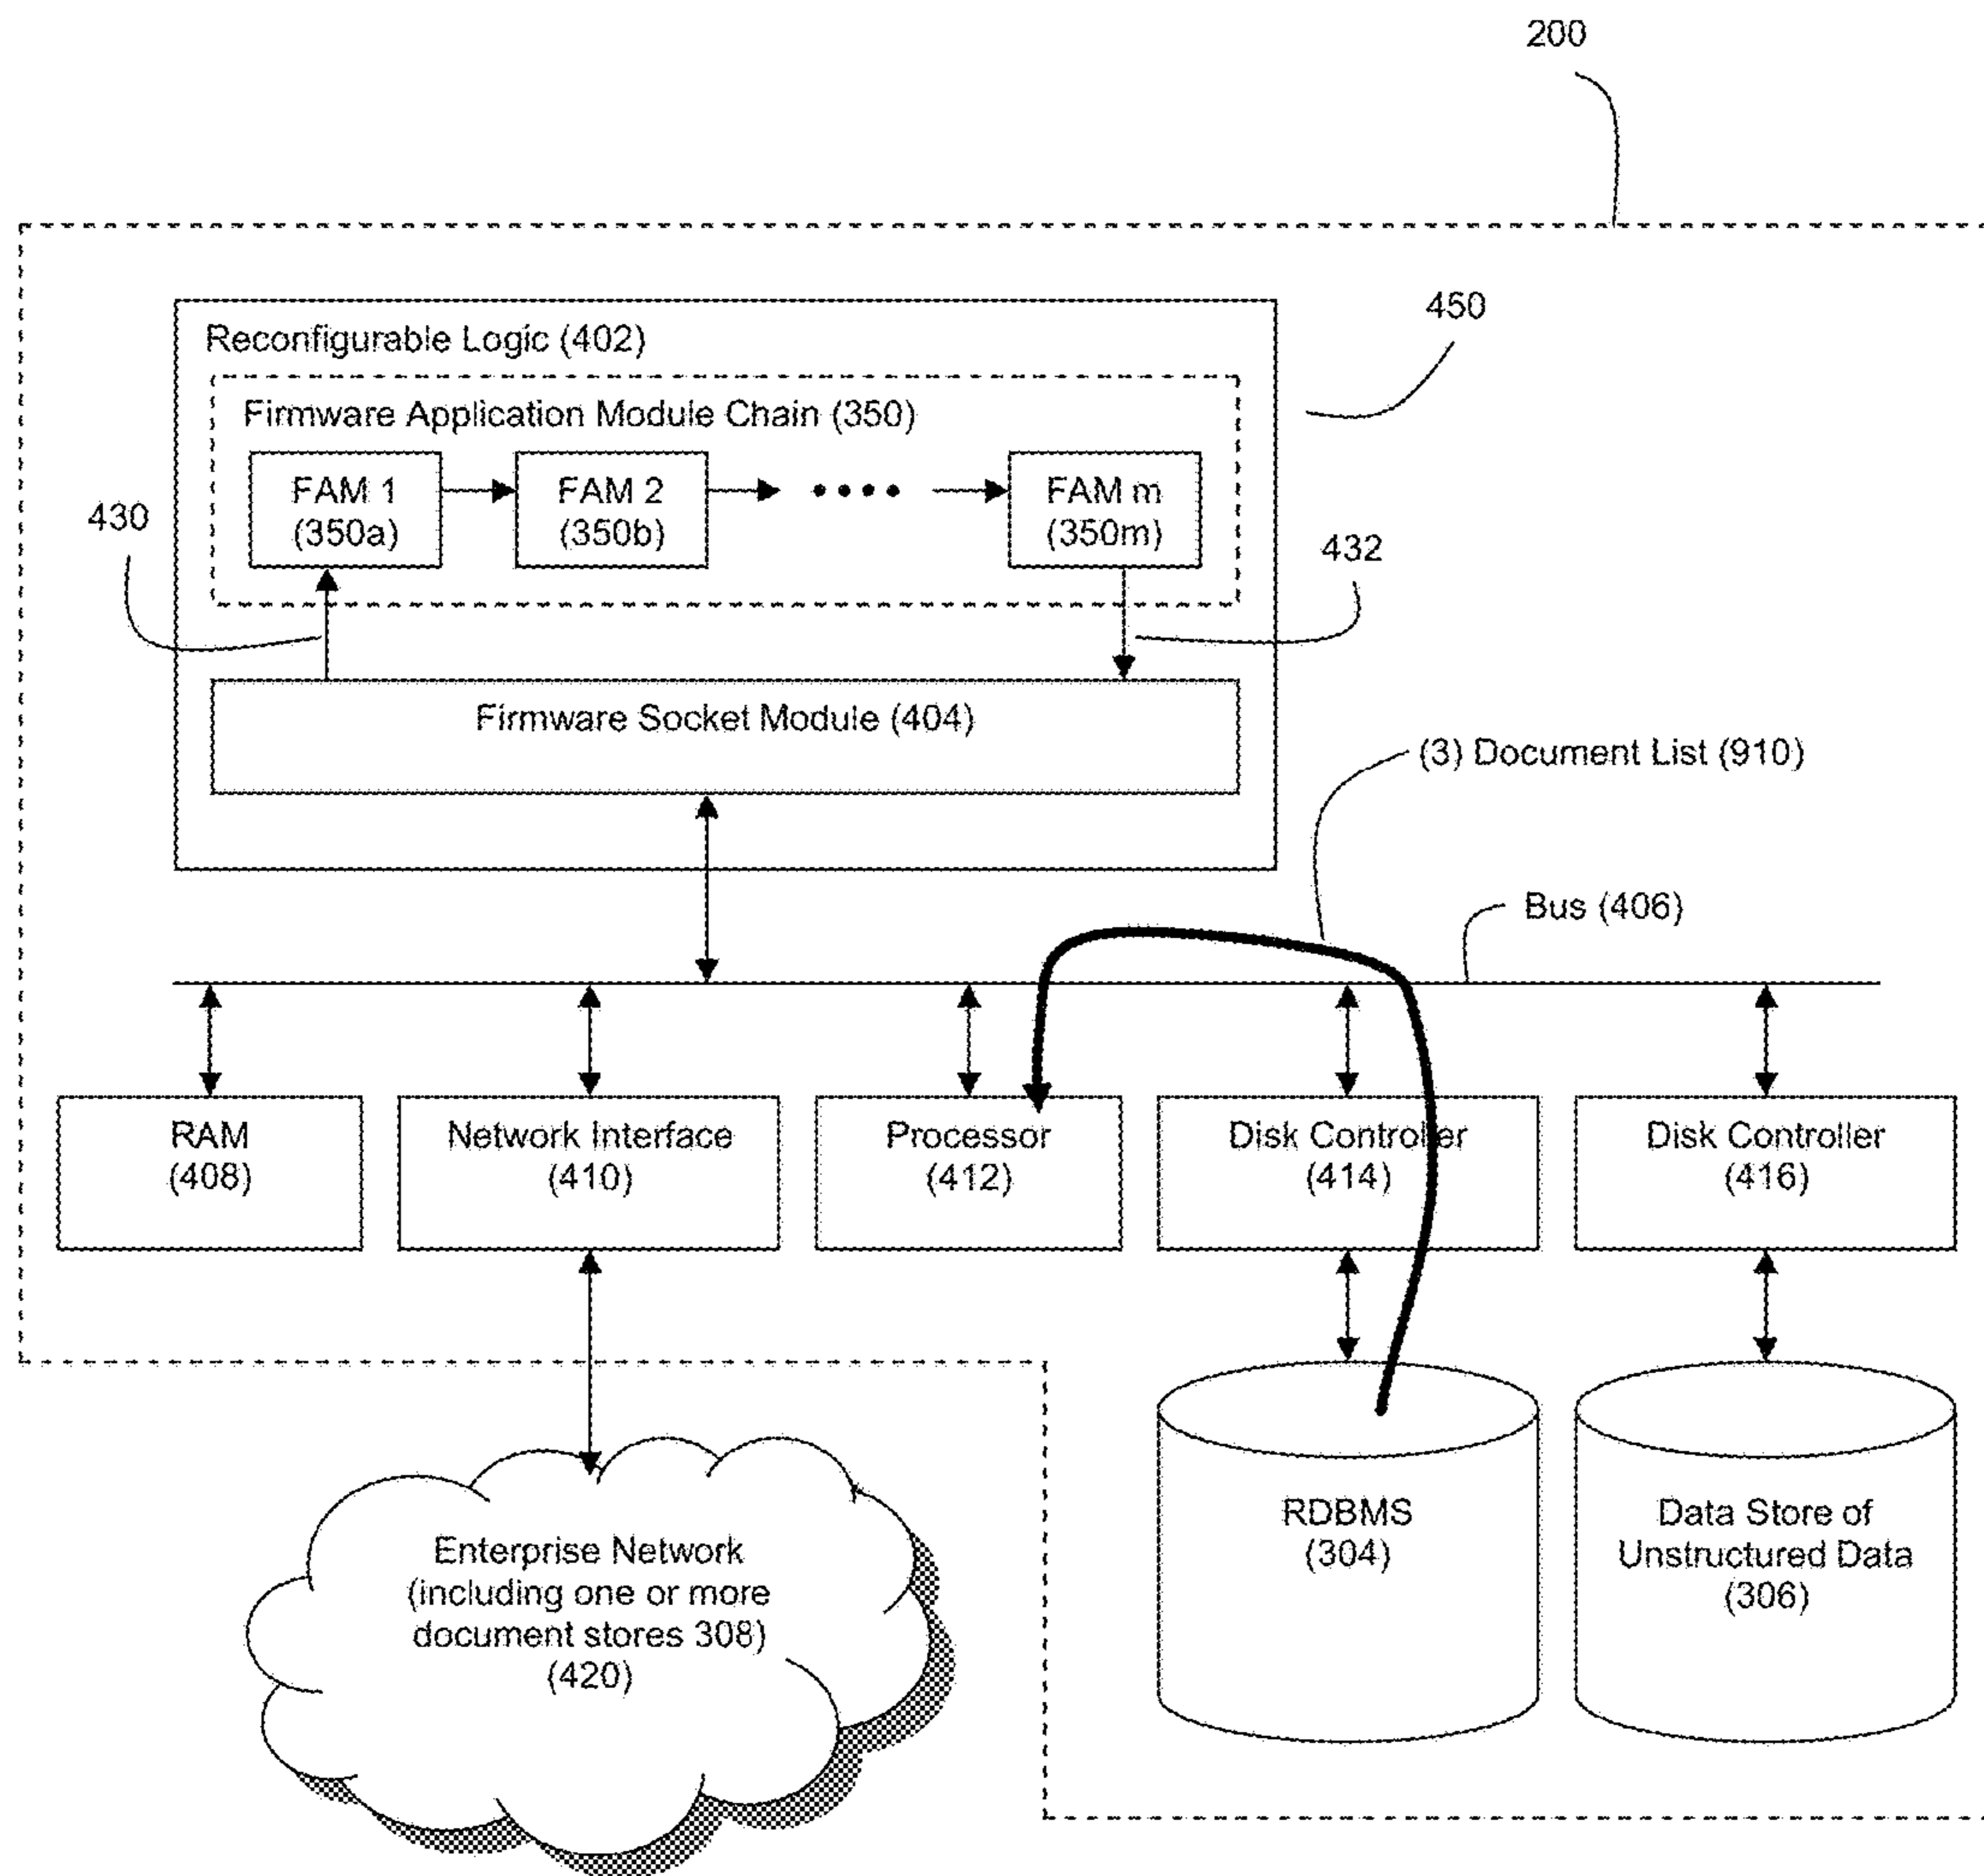 200
450
Reconfigurable Logic (402)
Firmware Application Module Chain (350)
FAM 1
(350a)
FAM 2
(350b)
FAM m
(350m)
430
432
Firmware Socket Module (404)
(3) Document List (910)
Bus (406)
RAM
(408)
Network Interface
(410)
Processor
(412)
Disk Controller
(414)
Disk Controller
(416)
Enterprise Network
(including one or more
document stores 308)
(420)
RDBMS
(304)
Data Store of
Unstructured Data
(306)